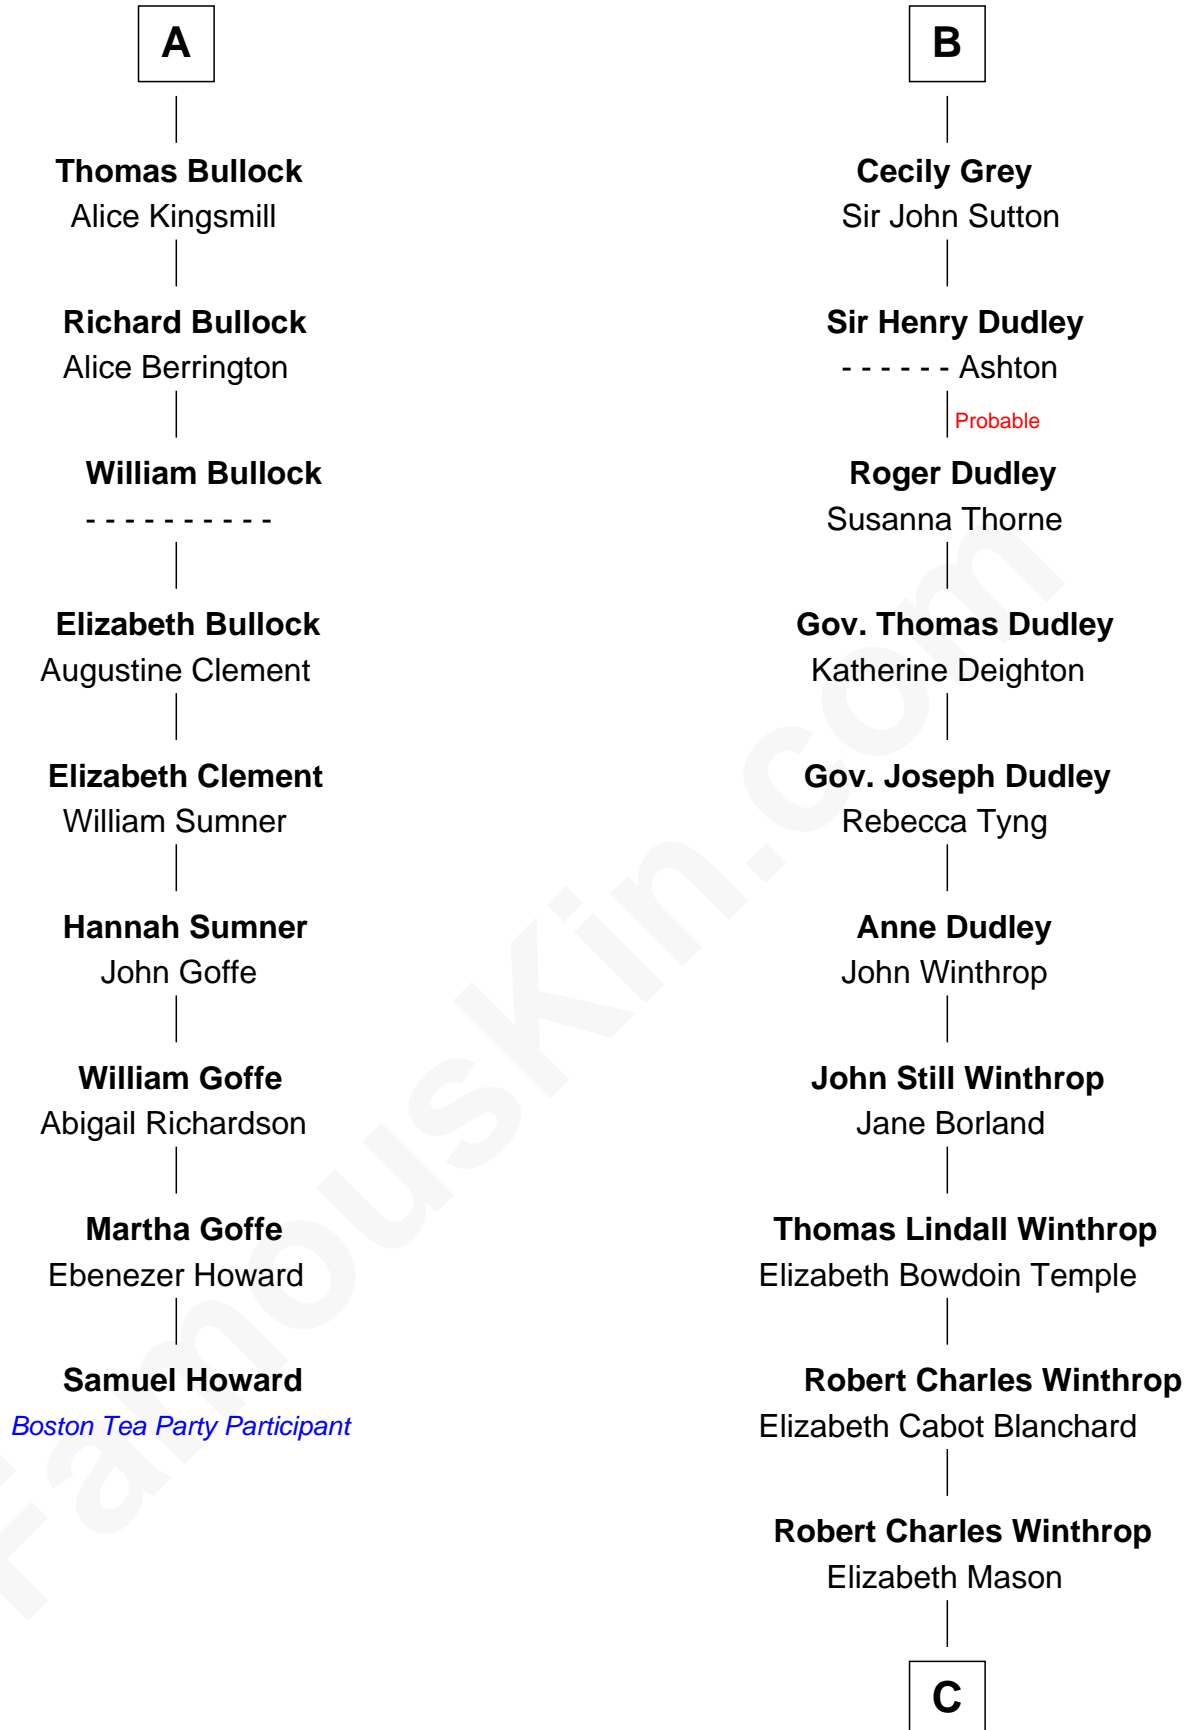 A
Thomas Bullock
Alice Kingsmill
Richard Bullock
Alice Berrington
William Bullock
- - - - - - - - - -
Elizabeth Bullock
Augustine Clement
Elizabeth Clement
William Sumner
Hannah Sumner
John Goffe
William Goffe
Abigail Richardson
Martha Goffe
Ebenezer Howard
Samuel Howard
Boston Tea Party Participant
B
Cecily Grey
Sir John Sutton
Sir Henry Dudley
- - - - - - Ashton
Probable
Roger Dudley
Susanna Thorne
Gov. Thomas Dudley
Katherine Deighton
Gov. Joseph Dudley
Rebecca Tyng
Anne Dudley
John Winthrop
John Still Winthrop
Jane Borland
Thomas Lindall Winthrop
Elizabeth Bowdoin Temple
Robert Charles Winthrop
Elizabeth Cabot Blanchard
Robert Charles Winthrop
Elizabeth Mason
C
FamousKin.com